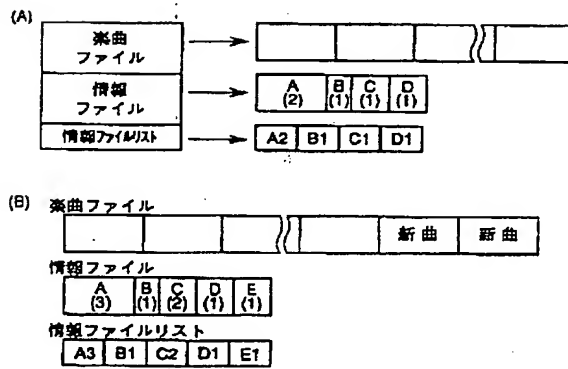 (A)
楽曲
ファイル
情報
ファイル
情報ファイルリスト
A B C D
(2) (1) (1) (1)
A2 B1 C1 D1
(B)
楽曲ファイル
新曲 新曲
情報ファイル
A B C D E
(3) (1) (2) (1) (1)
情報ファイルリスト
A3 B1 C2 D1 E1